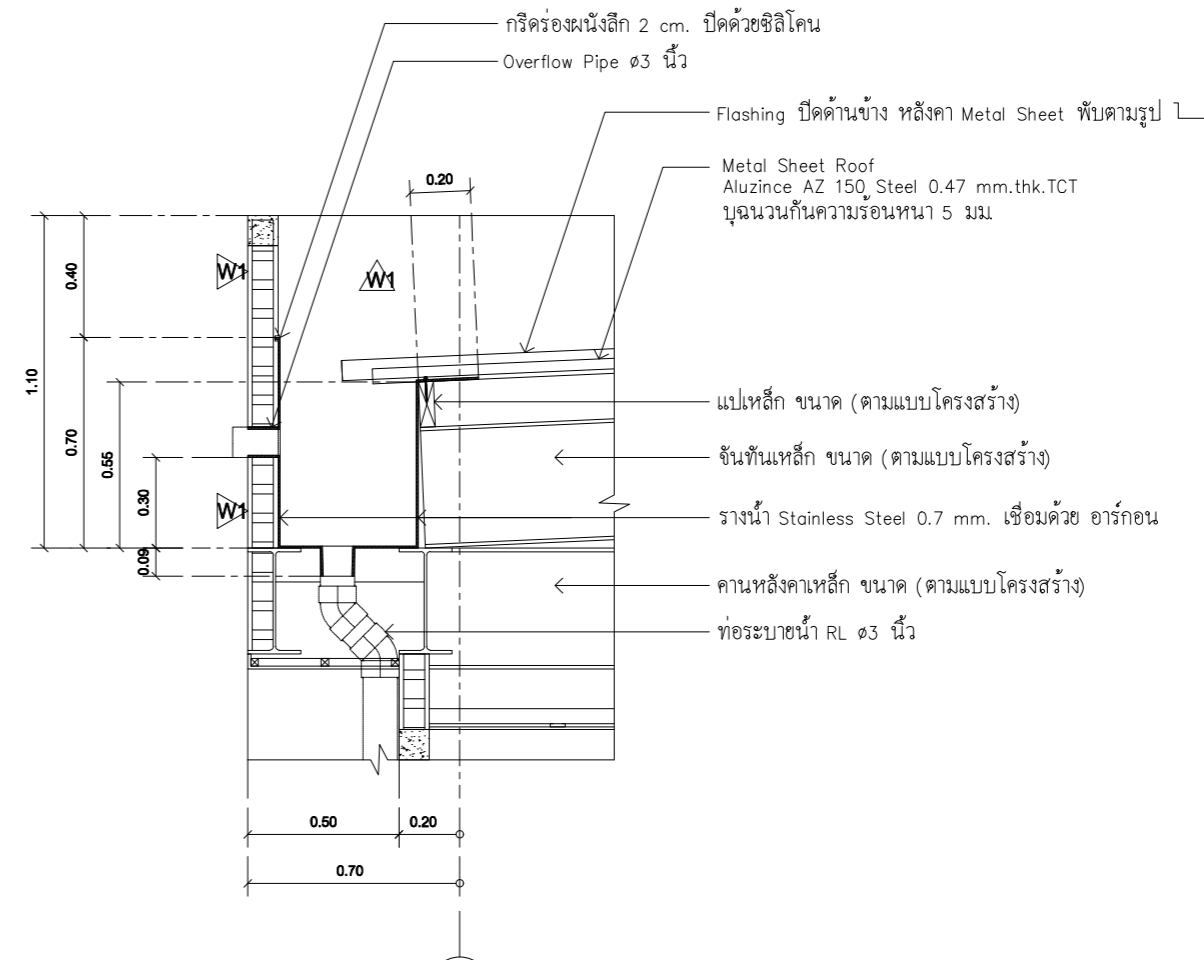 กรีดร่องผนังลึก 2 cm. ปีดด้วยซิลิโคน
Overflow Pipe ø3 นิ้ว
Flashing ปีดด้านข้าง หลังคา Metal Sheet พับตามรูป
Metal Sheet Roof
Aluzince AZ 150 Steel 0.47 mm.thk.TCT
บุฉนวนกันความร้อนหนา 5 มม.
0.20
W1
W1
0.40
1.10
0.70
0.55
แปเหล็ก ขนาด (ตามแบบโครงสร้าง)
จันทันเหล็ก ขนาด (ตามแบบโครงสร้าง)
0.30
W1
รางน้ำ Stainless Steel 0.7 mm. เชื่อมด้วย อาร์กอน
0.09
คานหลังคาเหล็ก ขนาด (ตามแบบโครงสร้าง)
ท่อระบายน้ำ RL ø3 นิ้ว
0.50
0.20
0.70